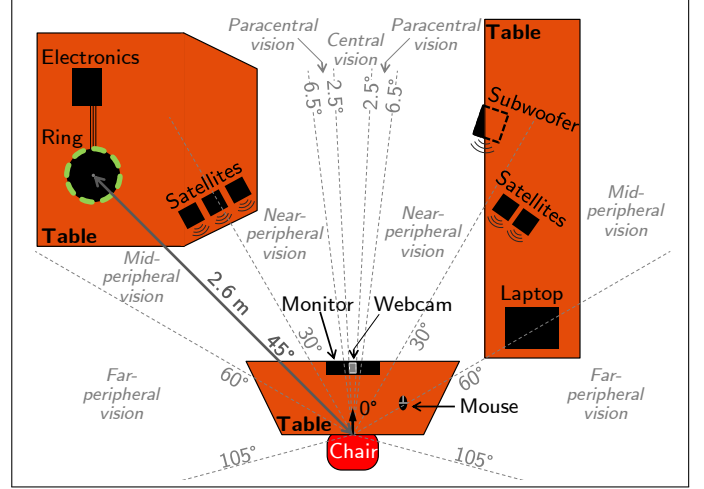 Paracentral
vision
Central
vision
Paracentral
vision
Table
Electronics
6.5°
2.5°
2.5°
6.5°
Subwoofer
Ring
Satellites
Satellites
Near-
peripheral
vision
Near-
peripheral
vision
Mid-
peripheral
vision
Table
Mid-
peripheral
vision
2.6 m
45°
Monitor
Webcam
Laptop
30°
30°
60°
60°
Far-
peripheral
vision
Far-
peripheral
vision
0°
Mouse
Table
Chair
105°
105°